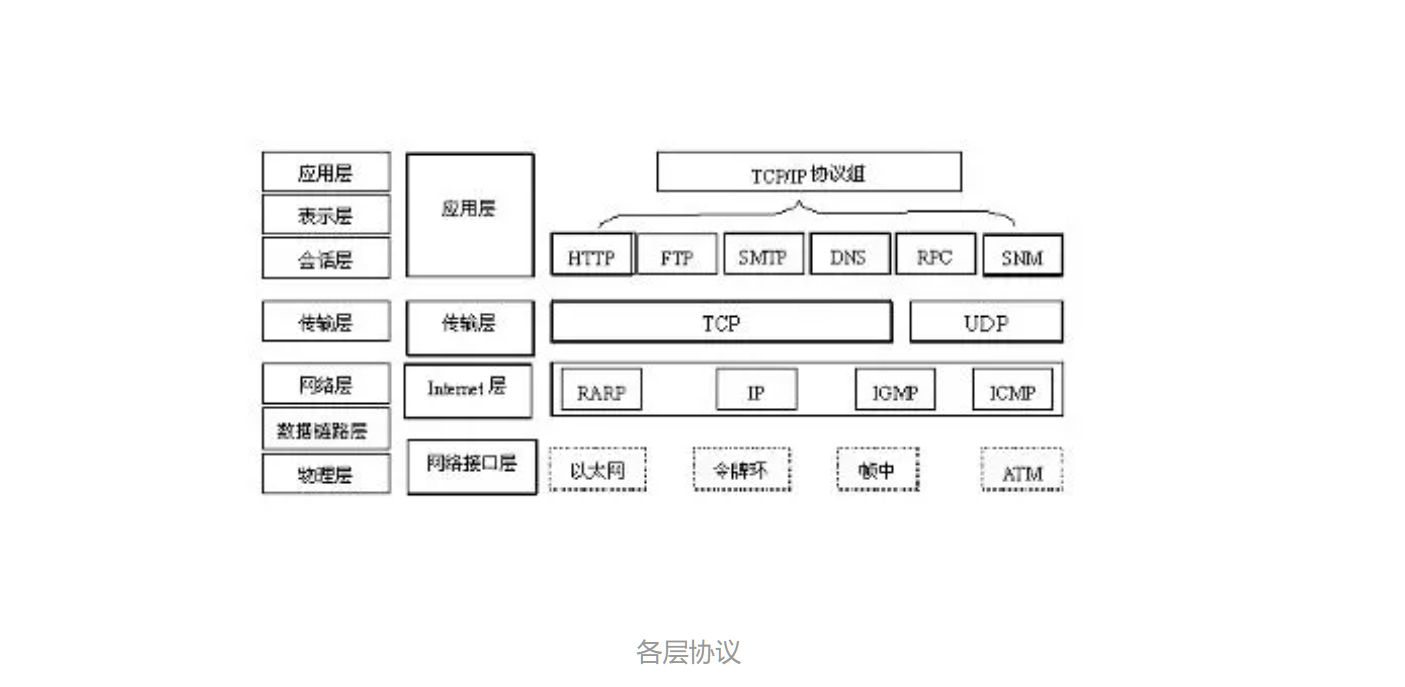 应用层
表示层
会话层
传输层
网络层
数据链路层
物理层
应用层
传输层
Internet 层
网络接口层
TCP/IP 协议组
HTTP FTP SMTP DNS RPC SNM
TCP UDP
RARP IP IGMP ICMP
以太网 令牌环 帧中 ATM
各层协议